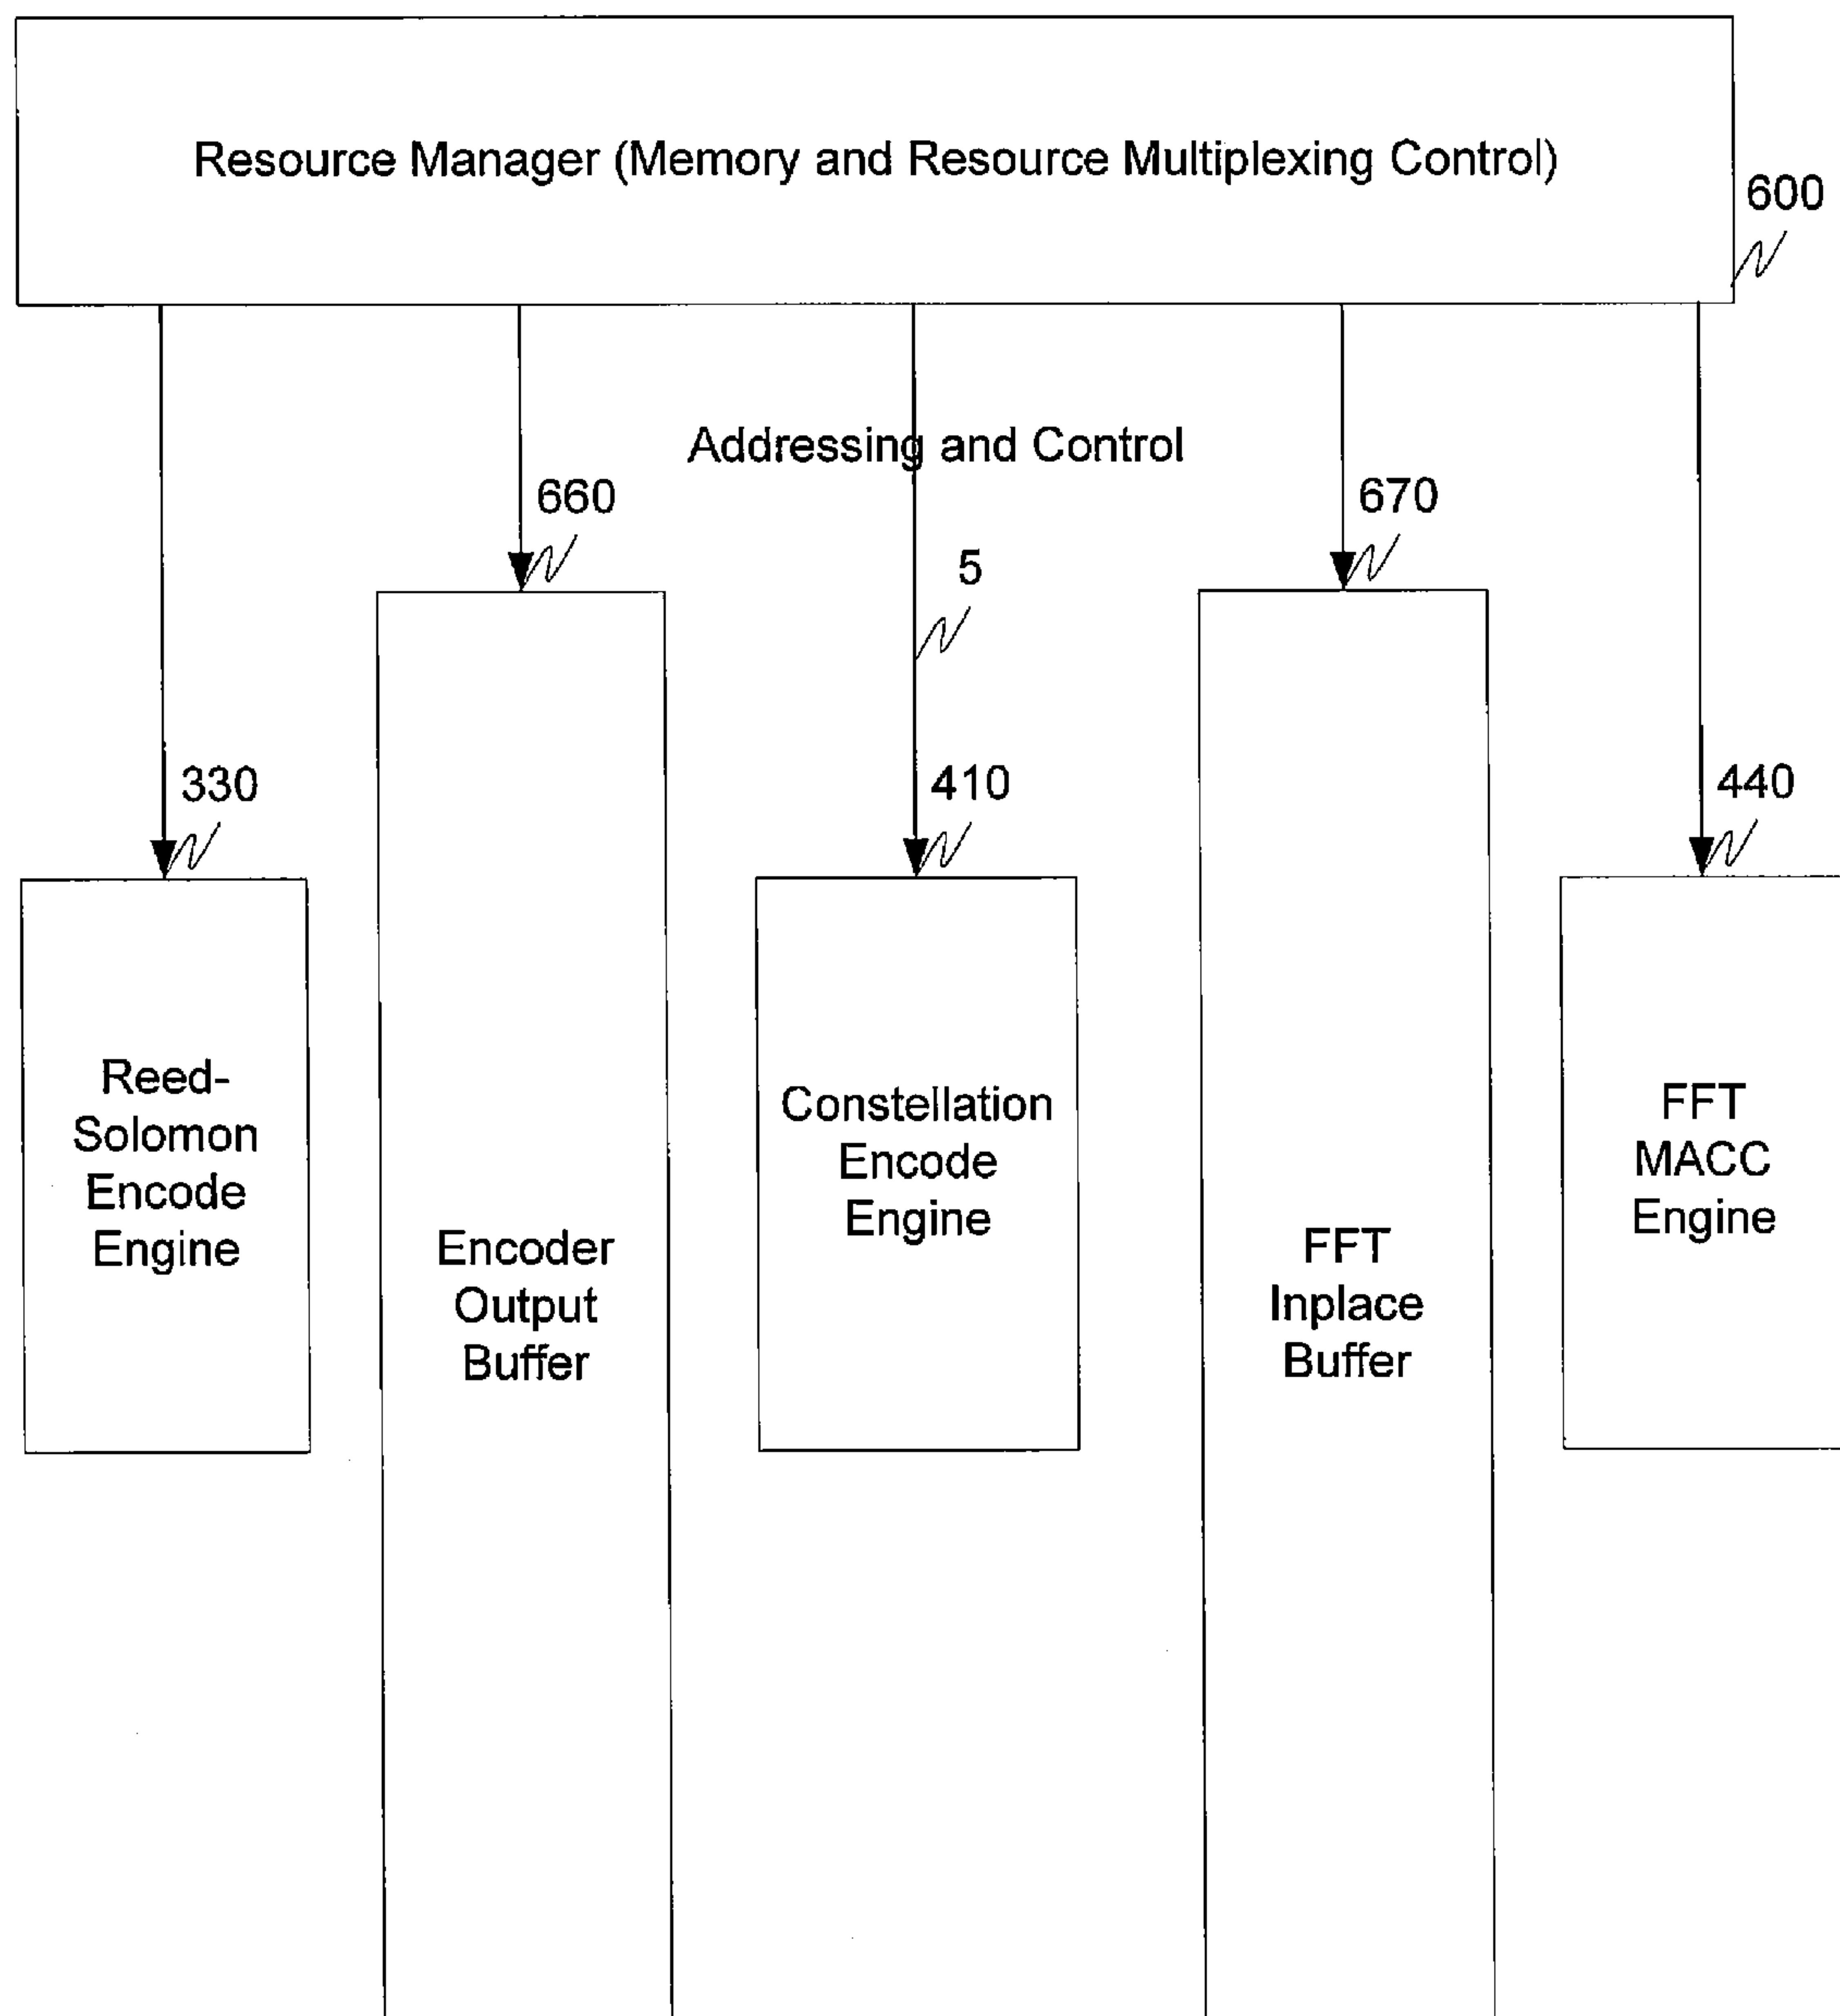 Resource Manager (Memory and Resource Multiplexing Control)
600
Addressing and Control
660
670
5
330
410
440
Reed-
Solomon
Encode
Engine
Encoder
Output
Buffer
Constellation
Encode
Engine
FFT
Inplace
Buffer
FFT
MACC
Engine